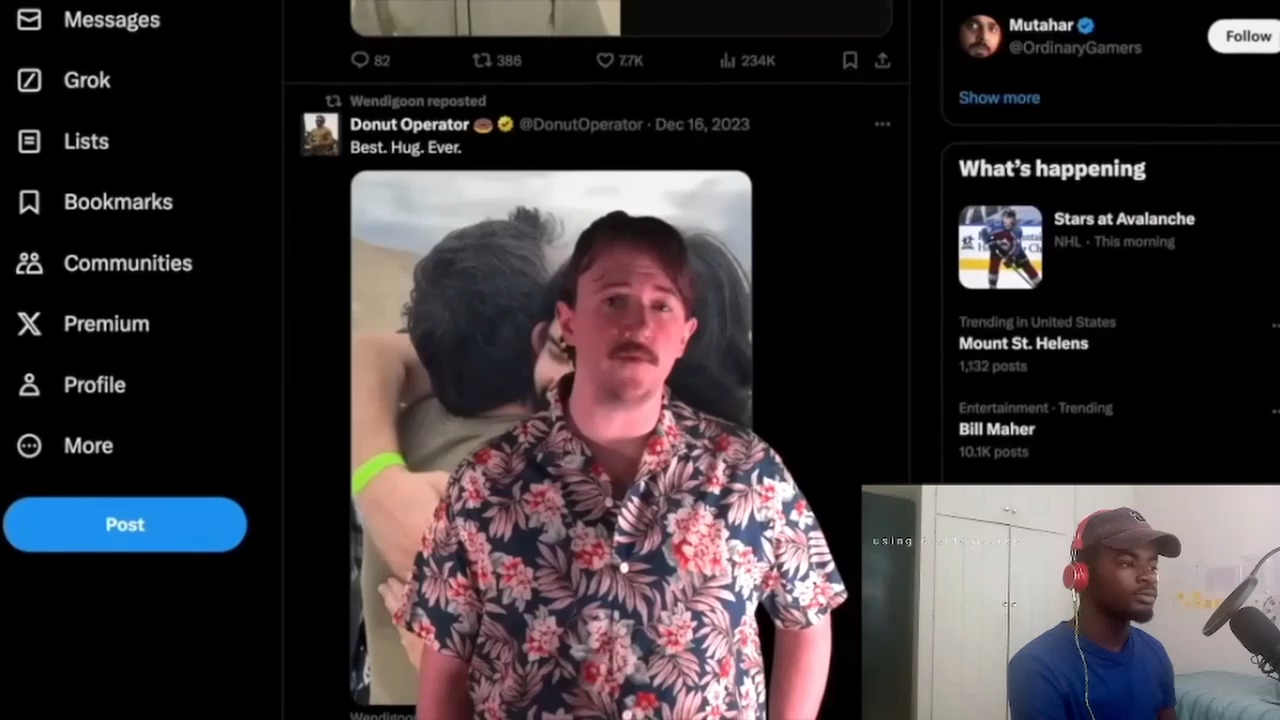 Messages
Grok
Lists
Bookmarks
Communities
Premium
Profile
More
Post
82 386 7.7K 234K
Wendigoon reposted
Donut Operator @DonutOperator · Dec 16, 2023
Best. Hug. Ever.
Wendigoon
Mutahar
@OrdinaryGamers
Follow
Show more
What's happening
Stars at Avalanche
NHL · This morning
Trending in United States
Mount St. Helens
1,132 posts
Entertainment · Trending
Bill Maher
10.1K posts
using